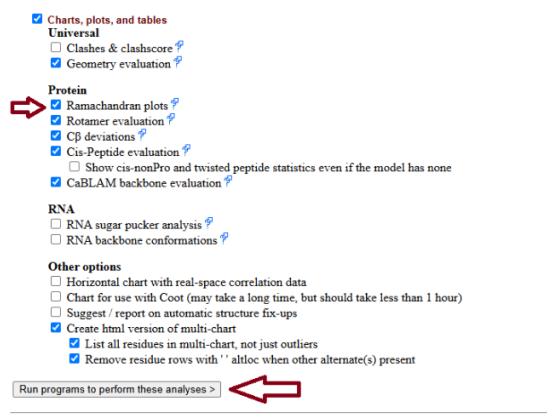 Charts, plots, and tables
Universal
Clashes & clashscore
Geometry evaluation
Protein
Ramachandran plots
Rotamer evaluation
Cβ deviations
Cis-Peptide evaluation
Show cis-nonPro and twisted peptide statistics even if the model has none
CaBLAM backbone evaluation
RNA
RNA sugar pucker analysis
RNA backbone conformations
Other options
Horizontal chart with real-space correlation data
Chart for use with Coot (may take a long time, but should take less than 1 hour)
Suggest / report on automatic structure fix-ups
Create html version of multi-chart
List all residues in multi-chart, not just outliers
Remove residue rows with ' ' altloc when other alternate(s) present
Run programs to perform these analyses >